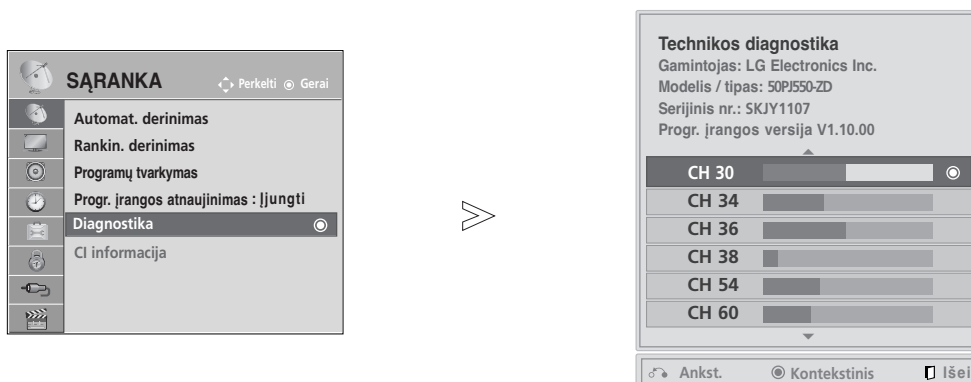 SĄRANKA
Perkelti Gerai
Automat. derinimas
Rankin. derinimas
Programų tvarkymas
Progr. įrangos atnaujinimas : Įjungti
Diagnostika
CI informacija
Technikos diagnostika
Gamintojas: LG Electronics Inc.
Modelis / tipas: 50PJ550-ZD
Serijinis nr.: SKJY1107
Progr. įrangos versija V1.10.00
CH 30
CH 34
CH 36
CH 38
CH 54
CH 60
Ankst. Kontekstinis Išei